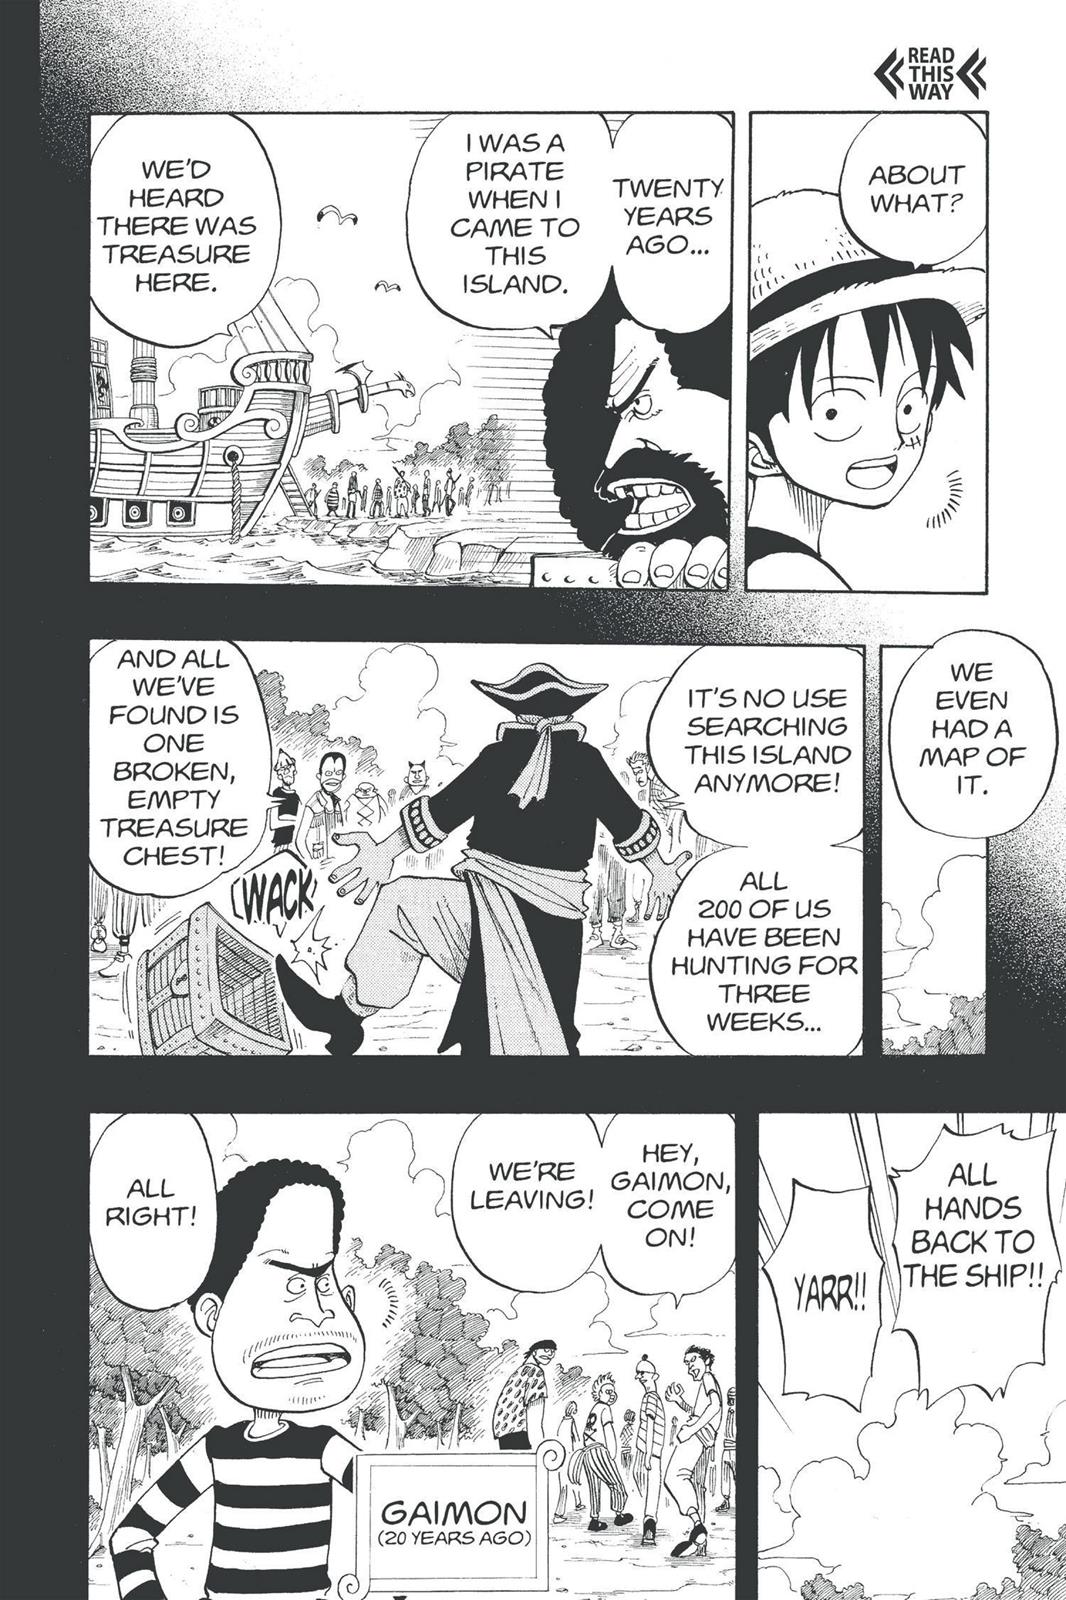 READ
THIS
WAY
ABOUT
WHAT?
TWENTY
YEARS
AGO...
I WAS A
PIRATE
WHEN I
CAME TO
THIS
ISLAND.
WE'D
HEARD
THERE WAS
TREASURE
HERE.
WE
EVEN
HAD A
MAP OF
IT.
IT'S NO USE
SEARCHING
THIS ISLAND
ANYMORE!
ALL
200 OF US
HAVE BEEN
HUNTING FOR
THREE
WEEKS...
AND ALL
WE'VE
FOUND IS
ONE
BROKEN,
EMPTY
TREASURE
CHEST!
WACK
ALL
HANDS
BACK TO
THE SHIP!!
YARR!!
HEY,
GAIMON,
COME
ON!
WE'RE
LEAVING!
ALL
RIGHT!
GAIMON
(20 YEARS AGO)